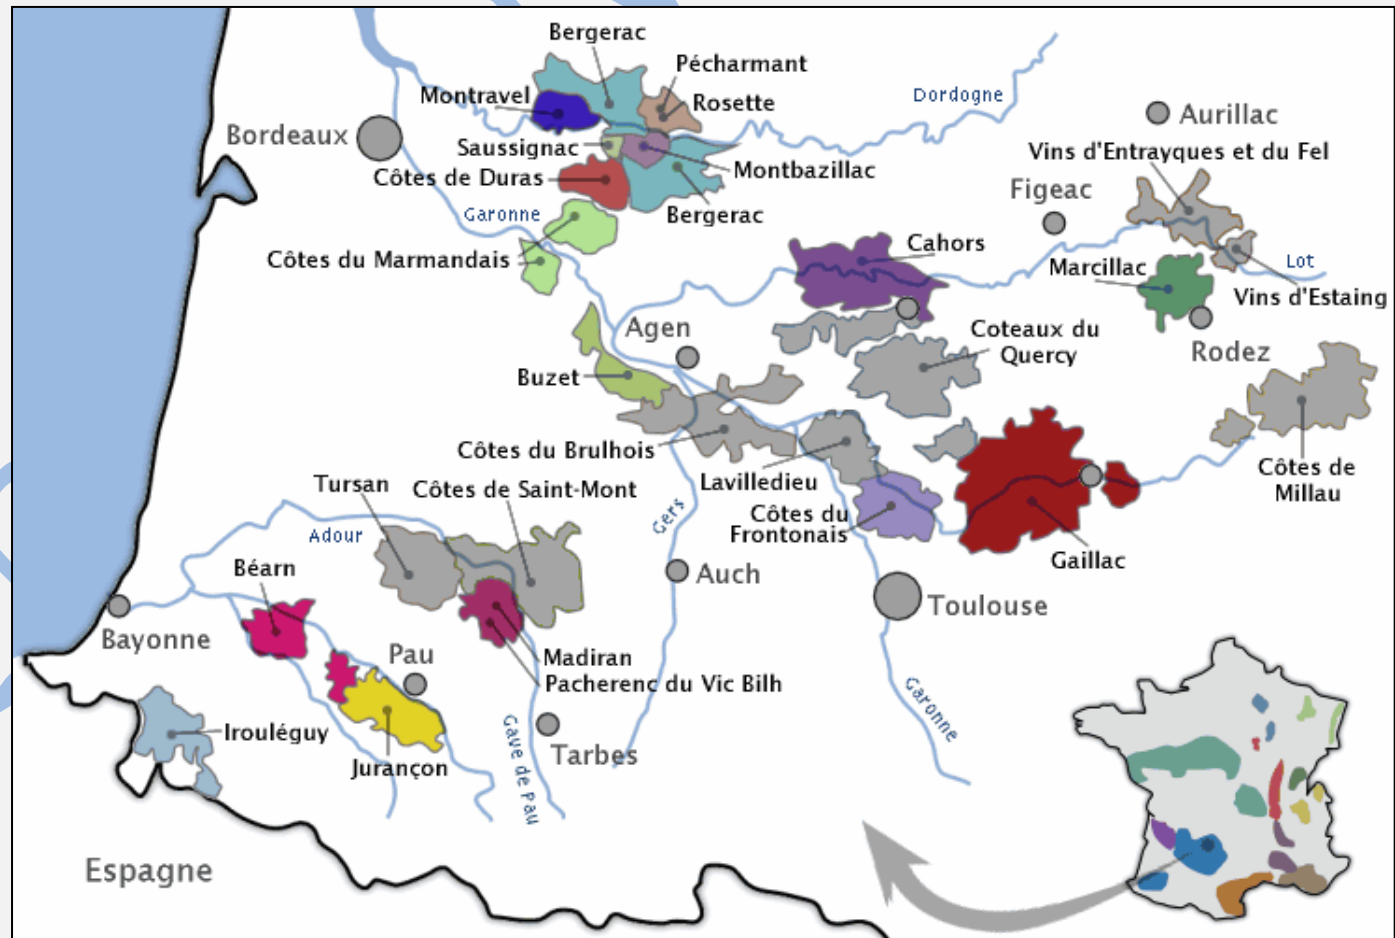 Bergerac
Pécharmant
Montravel
Rosette
Dordogne
Aurillac
Bordeaux
Saussignac
Vins d'Entrayques et du Fel
Côtes de Duras
Montbazillac
Figeac
Garonne
Bergerac
Cahors
Côtes du Marmandais
Marcillac
Lot
Vins d'Estaing
Agen
Coteaux du
Quercy
Rodez
Buzet
Côtes du Brulhois
Côtes de
Millau
Tursan
Côtes de Saint-Mont
Lavilledieu
Côtes du
Frontonais
Gers
Adour
Gaillac
Béarn
Auch
Toulouse
Bayonne
Pau
Madiran
Pacherenc du Vic Bilh
Garonne
Irouléguy
Gave de Pau
Tarbes
Jurançon
Espagne